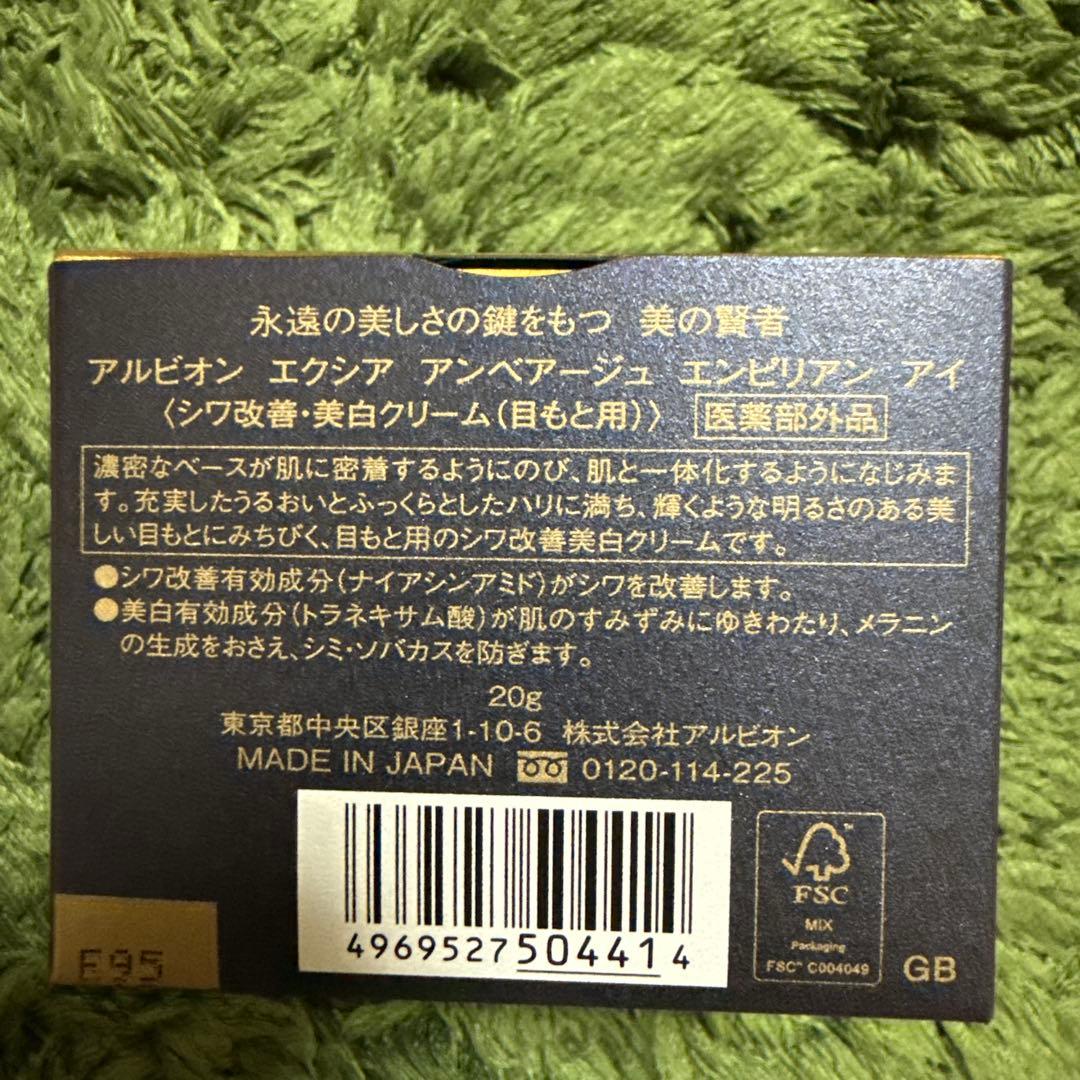 永遠の美しさの鍵をもつ 美の賢者
アルビオン エクシア アンベアージュ エンピリアン アイ
〈シワ改善・美白クリーム(目もと用)〉 医薬部外品
濃密なベースが肌に密着するようにのび、肌と一体化するようになじみま
す。充実したうるおいとふっくらとしたハリに満ち、輝くような明るさのある美
しい目もとにみちびく、目もと用のシワ改善美白クリームです。
●シワ改善有効成分(ナイアシンアミド)がシワを改善します。
●美白有効成分(トラネキサム酸)が肌のすみずみにゆきわたり、メラニン
の生成をおさえ、シミ・ソバカスを防ぎます。
20g
東京都中央区銀座1-10-6 株式会社アルビオン
MADE IN JAPAN 0120-114-225
4969527504414
FSC
MIX
Packaging
FSC™ C004049
GB
E95